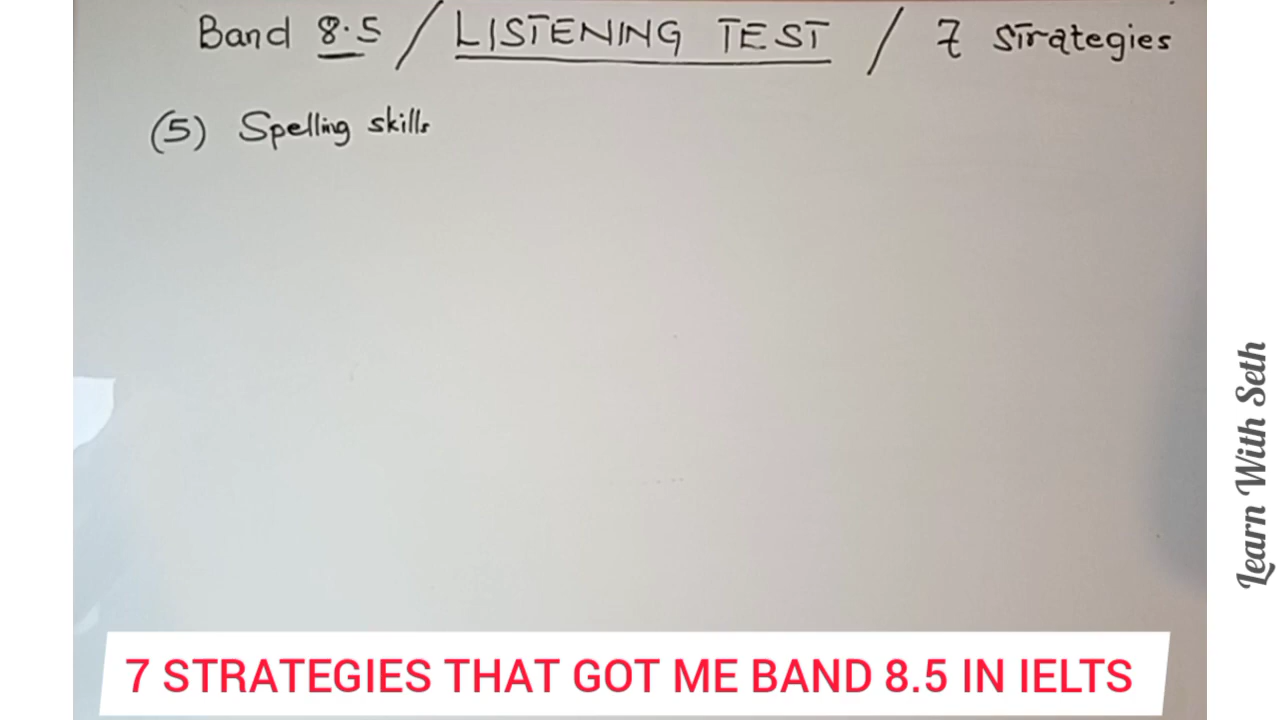 Band 8.5 / LISTENING TEST / 7 Strategies
(5) Spelling skills
Learn With Seth
7 STRATEGIES THAT GOT ME BAND 8.5 IN IELTS